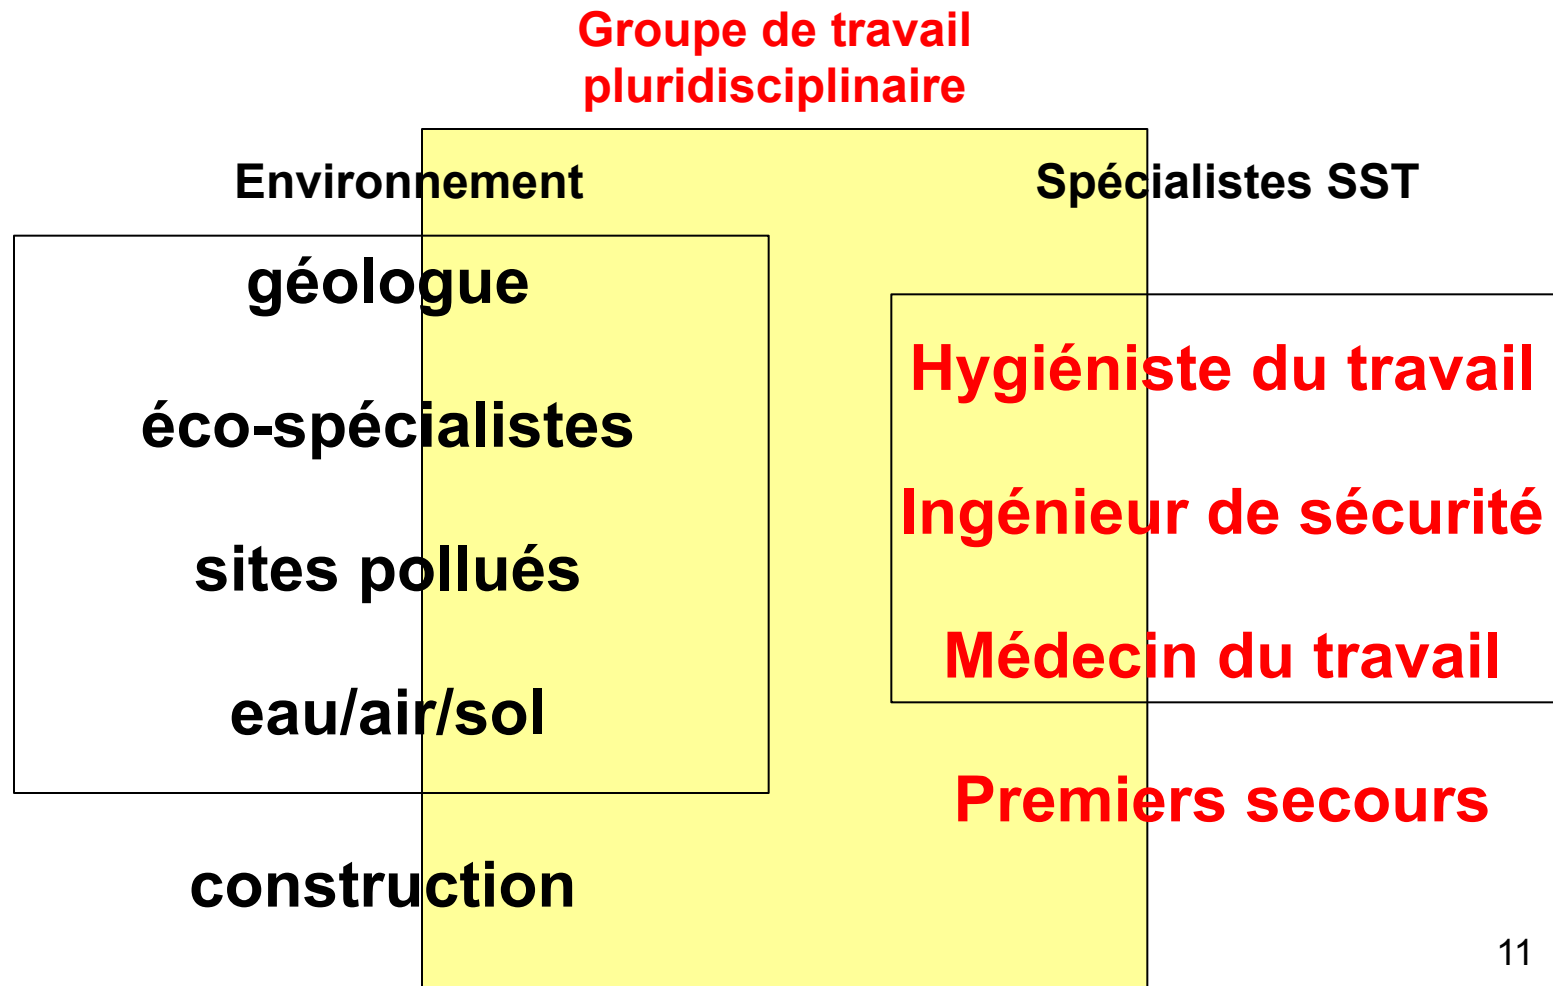 Groupe de travail
pluridisciplinaire
Environnement
géologue
éco-spécialistes
sites pollués
eau/air/sol
construction
Spécialistes SST
Hygiéniste du travail
Ingénieur de sécurité
Médecin du travail
Premiers secours
11